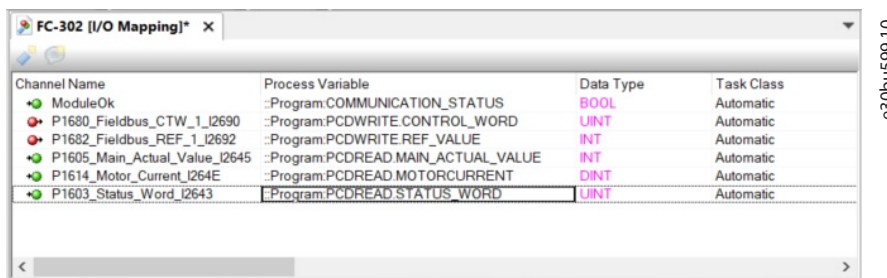 FC-302 [I/O Mapping]* X
Channel Name Process Variable Data Type Task Class
ModuleOk ::Program:COMMUNICATION_STATUS BOOL Automatic
P1680_Fieldbus_CTW_1_I2690 ::Program:PCDWRITE.CONTROL_WORD UINT Automatic
P1682_Fieldbus_REF_1_I2692 ::Program:PCDWRITE.REF_VALUE INT Automatic
P1605_Main_Actual_Value_I2645 ::Program:PCDREAD.MAIN_ACTUAL_VALUE INT Automatic
P1614_Motor_Current_I264E ::Program:PCDREAD.MOTORCURRENT DINT Automatic
P1603_Status_Word_I2643 ::Program:PCDREAD.STATUS_WORD UINT Automatic
e30bu599.10